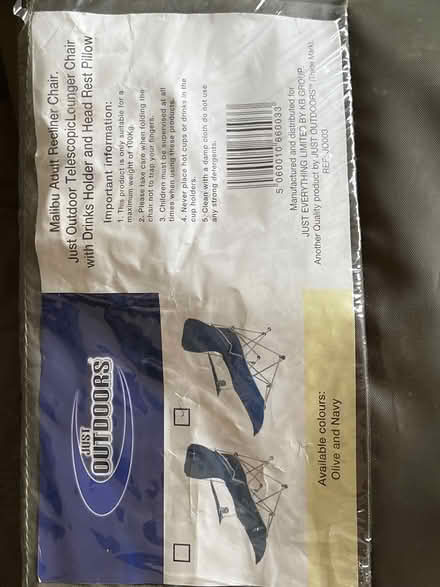 Malibu Adult Recliner Chair.
Just Outdoor TelescopicLounger Chair
with Drinks Holder and Head Rest Pillow
Important Information:
1. This product is only suitable for a
maximum weight of 100Kg.
2. Please take care when folding the
chair not to trap your fingers.
3. Children must be supervised at all
times when using these products.
4. Never place hot cups or drinks in the
cup holders.
5. Clean with a damp cloth do not use
any strong detergents.
5 060010 660033
Manufactured and distributed for
JUST EVERYTHING LIMITED BY KB GROUP
Another Quality product by JUST OUTDOORS™ (Trade Mark)
REF: JO003
JUST
OUTDOORS
Available colours:
Olive and Navy